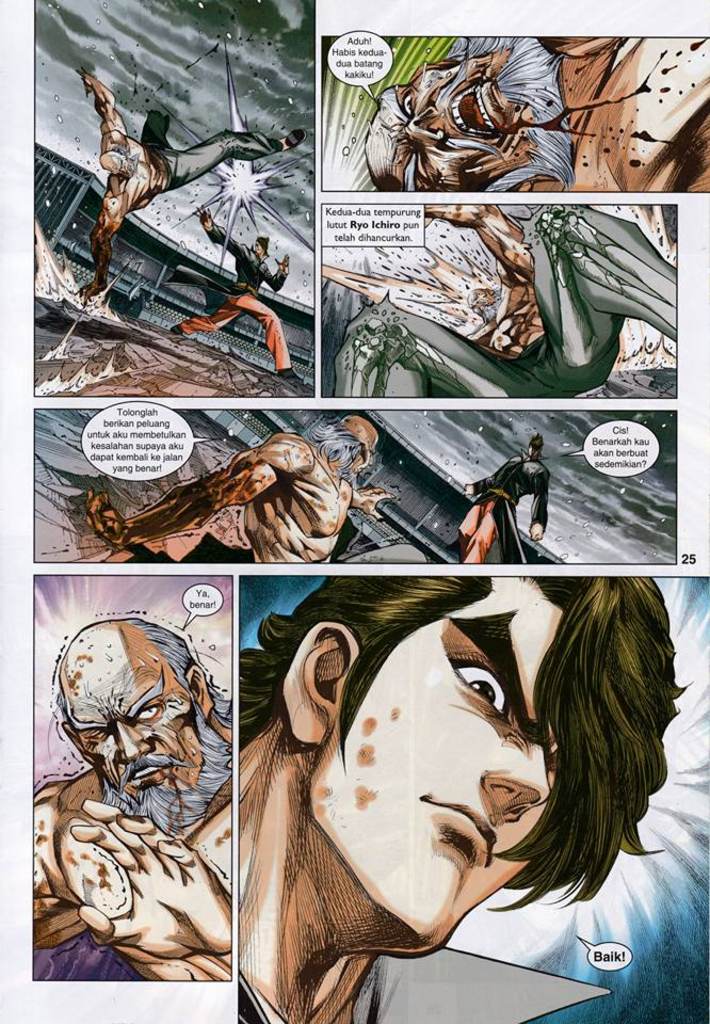 Aduh!
Habis kedua-
dua batang
kakiku!
Kedua-dua tempurung
lutut Ryo Ichiro pun
telah dihancurkan.
Tolonglah
berikan peluang
untuk aku membetulkan
kesalahan supaya aku
dapat kembali ke jalan
yang benar!
Cis!
Benarkah kau
akan berbuat
sedemikian?
25
Ya,
benar!
Baik!